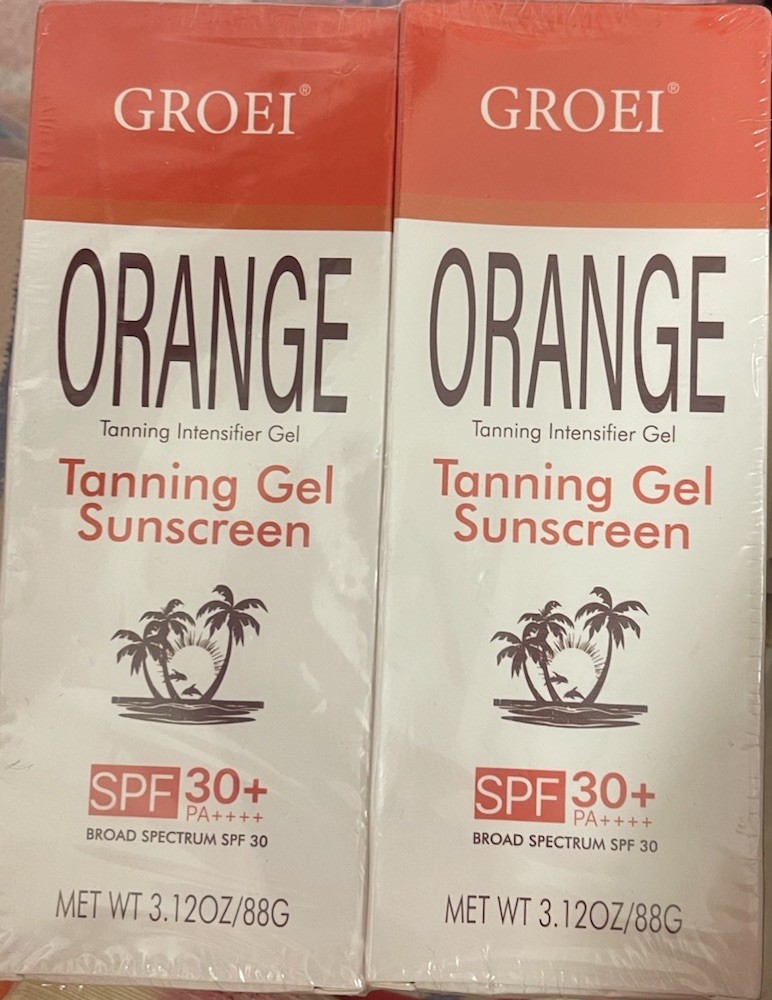 GROEI®
ORANGE
Tanning Intensifier Gel
Tanning Gel
Sunscreen
SPF 30+
PA++++
BROAD SPECTRUM SPF 30
MET WT 3.12OZ/88G
GROEI®
ORANGE
Tanning Intensifier Gel
Tanning Gel
Sunscreen
SPF 30+
PA++++
BROAD SPECTRUM SPF 30
MET WT 3.12OZ/88G